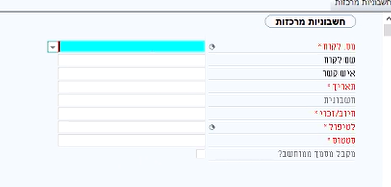 חשבוניות מרכזות
חשבוניות מרכזות
מס. לקוח *
שם לקוח
איש קשר
תאריך *
חשבונית
חיוב/זכוי *
לטיפול *
סטטוס *
מקבל מסמך ממוחשב?